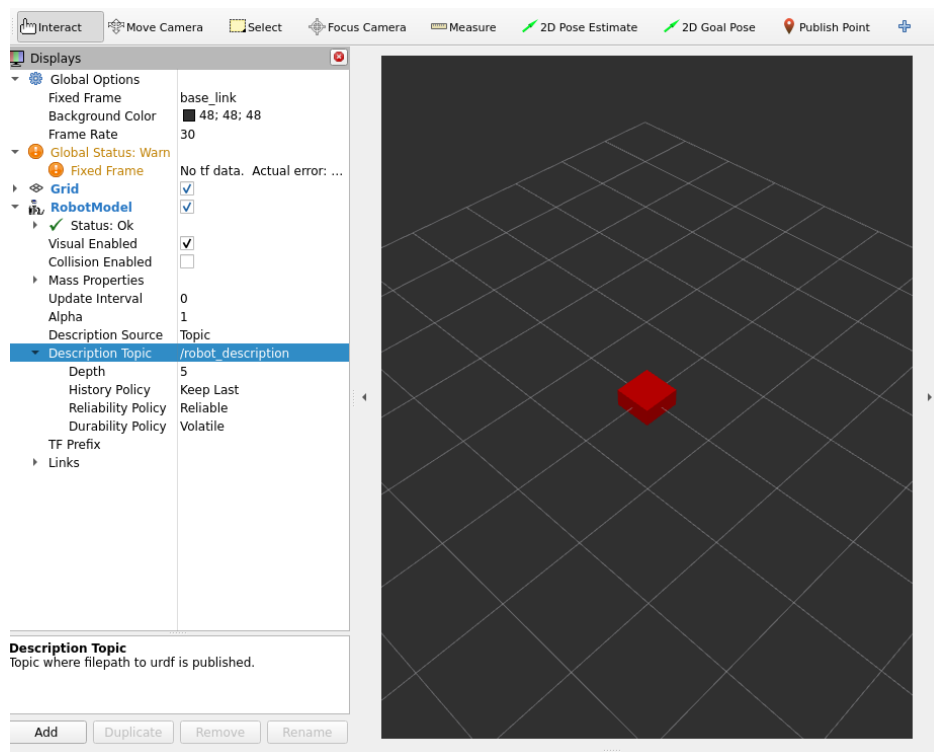 Interact Move Camera Select Focus Camera Measure 2D Pose Estimate 2D Goal Pose Publish Point
Displays
Global Options
Fixed Frame base_link
Background Color 48; 48; 48
Frame Rate 30
Global Status: Warn
Fixed Frame No tf data. Actual error: ...
Grid
RobotModel
Status: Ok
Visual Enabled
Collision Enabled
Mass Properties
Update Interval 0
Alpha 1
Description Source Topic
Description Topic /robot_description
Depth 5
History Policy Keep Last
Reliability Policy Reliable
Durability Policy Volatile
TF Prefix
Links
Description Topic
Topic where filepath to urdf is published.
Add Duplicate Remove Rename